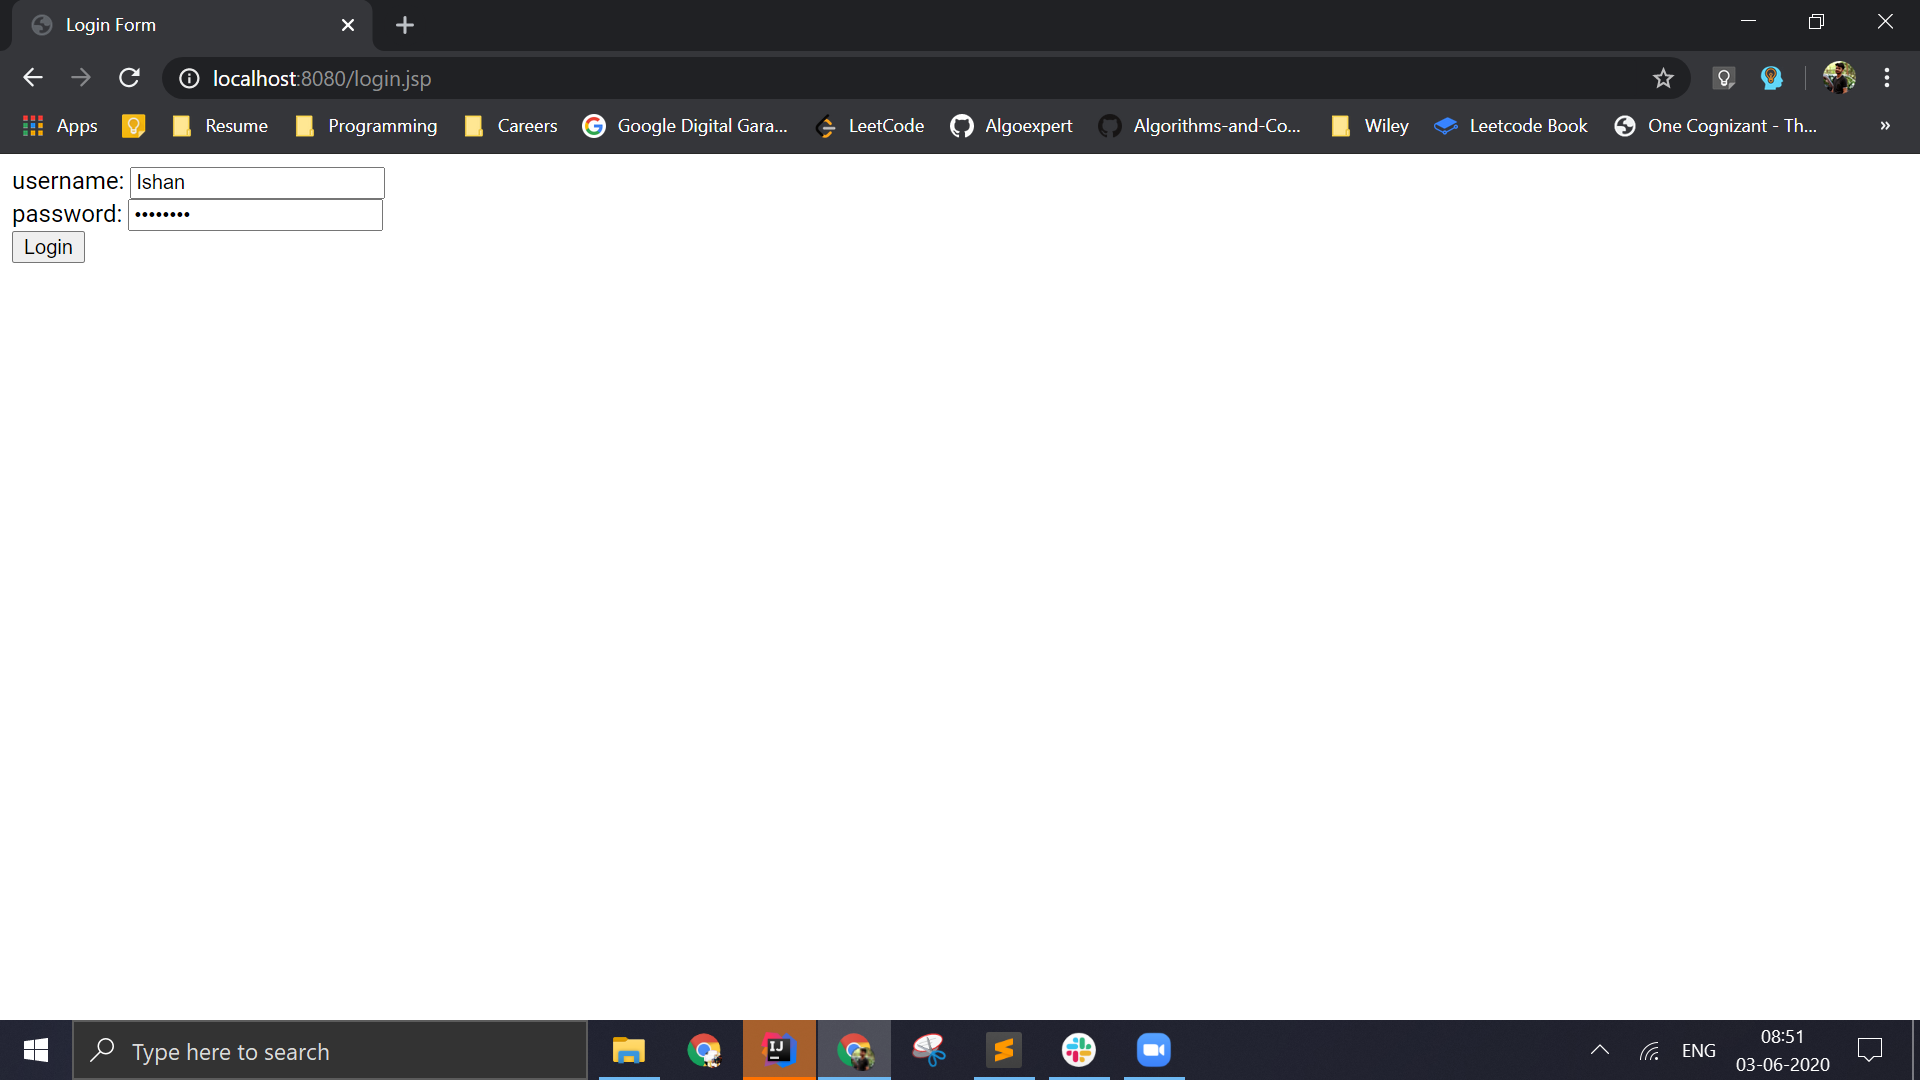 Login Form
localhost:8080/login.jsp
Apps Resume Programming Careers Google Digital Gara... LeetCode Algoexpert Algorithms-and-Co... Wiley Leetcode Book One Cognizant - Th... »
username: Ishan
password: ••••••••
Login
Type here to search
IJ
ENG
08:51
03-06-2020